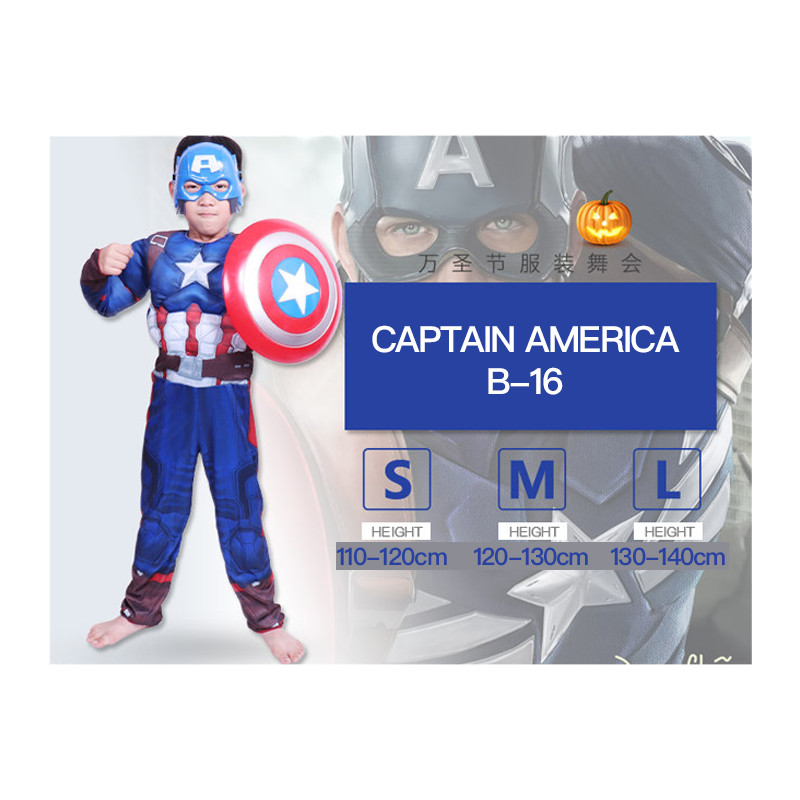 A
A
万圣节服装舞会
CAPTAIN AMERICA
B-16
S M L
HEIGHT HEIGHT HEIGHT
110-120cm 120-130cm 130-140cm